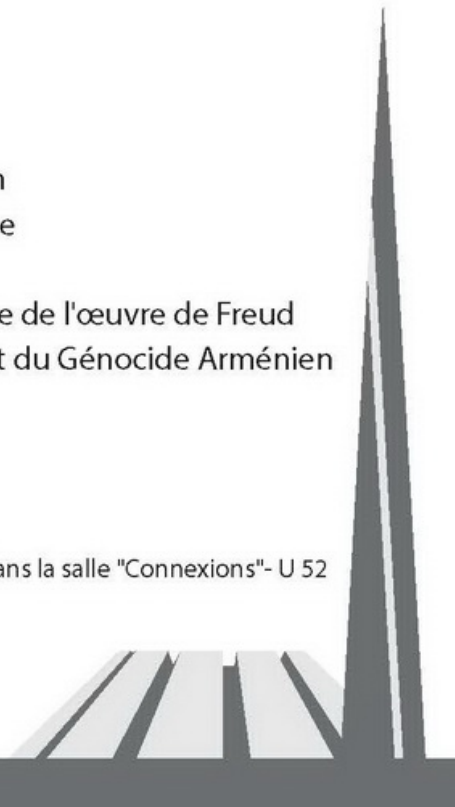 n
e
e de l'œuvre de Freud
t du Génocide Arménien
ans la salle "Connexions"- U 52